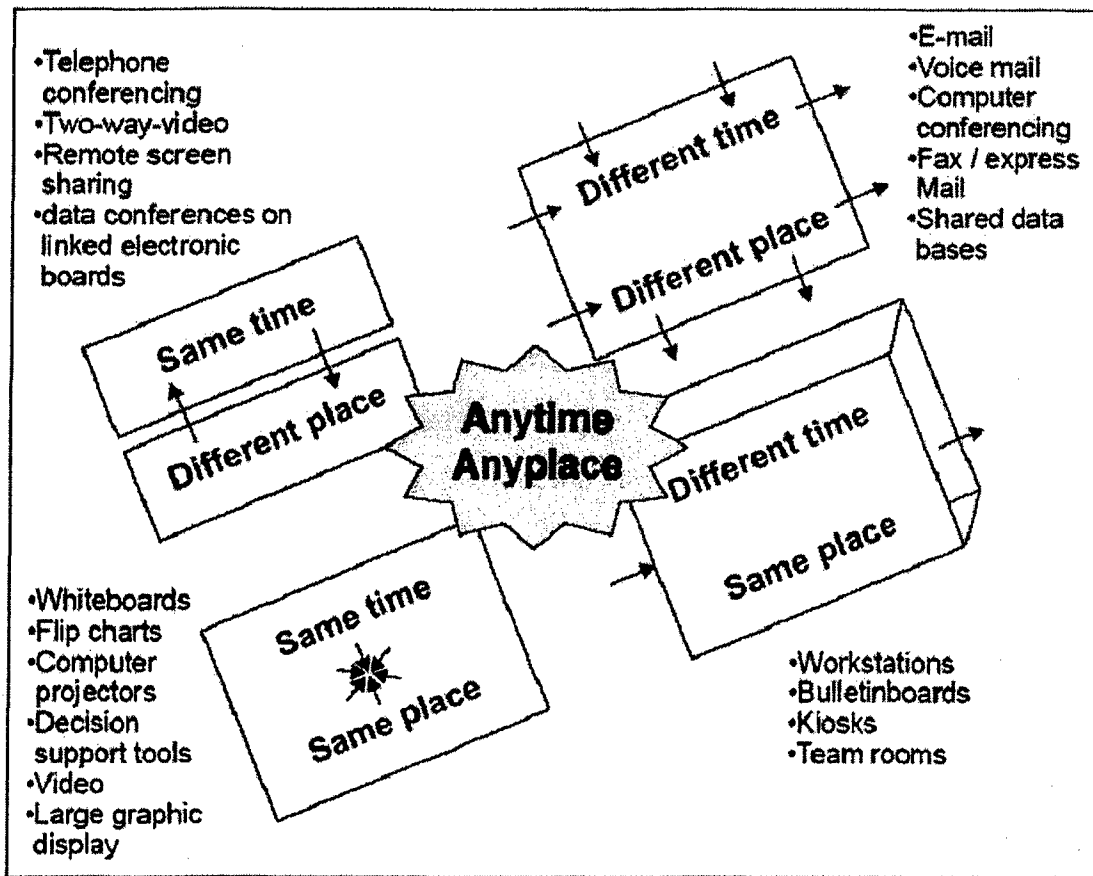 •Telephone
conferencing
•Two-way-video
•Remote screen
sharing
•data conferences on
linked electronic
boards
•E-mail
•Voice mail
•Computer
conferencing
•Fax / express
Mail
•Shared data
bases
Different time
Different place
Same time
Different place
Anytime
Anyplace
Different time
Same place
Same time
Same place
•Whiteboards
•Flip charts
•Computer
projectors
•Decision
support tools
•Video
•Large graphic
display
•Workstations
•Bulletinboards
•Kiosks
•Team rooms